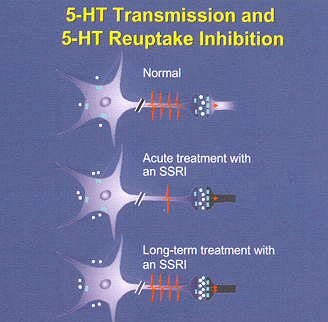 5-HT Transmission and
5-HT Reuptake Inhibition
Normal
Acute treatment with
an SSRI
Long-term treatment with
an SSRI